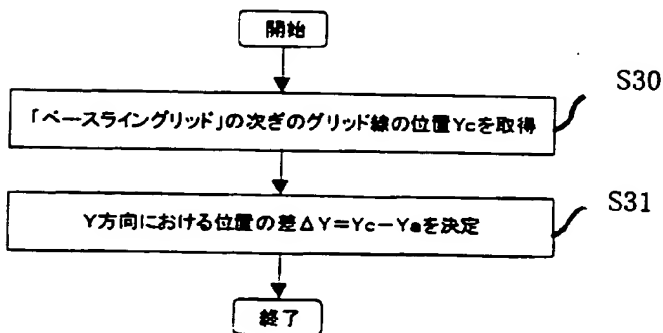 開始
S30
「ベースライングリッド」の次ぎのグリッド線の位置Ycを取得
S31
Y方向における位置の差ΔY=Yc-Yaを決定
終了